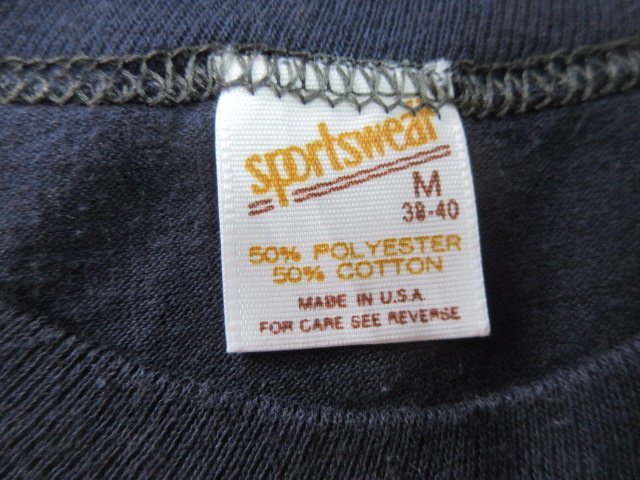 sportswear
M
38-40
50% POLYESTER
50% COTTON
MADE IN U.S.A
FOR CARE SEE REVERSE